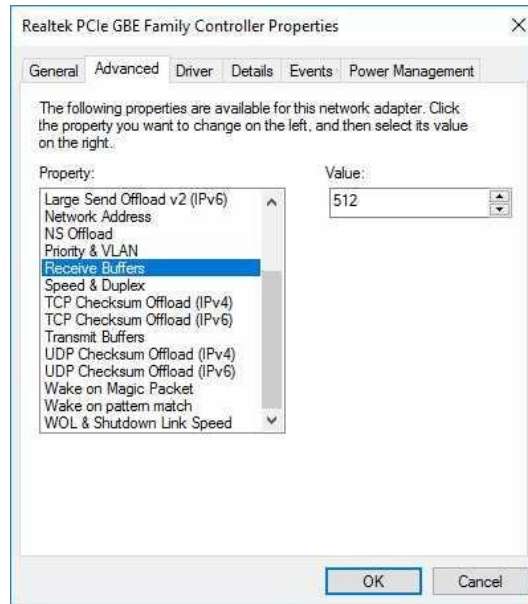 Realtek PCIe GBE Family Controller Properties
General Advanced Driver Details Events Power Management
The following properties are available for this network adapter. Click
the property you want to change on the left, and then select its value
on the right.
Property:
Value:
Large Send Offload v2 (IPv6)
512
Network Address
NS Offload
Priority & VLAN
Receive Buffers
Speed & Duplex
TCP Checksum Offload (IPv4)
TCP Checksum Offload (IPv6)
Transmit Buffers
UDP Checksum Offload (IPv4)
UDP Checksum Offload (IPv6)
Wake on Magic Packet
Wake on pattern match
WOL & Shutdown Link Speed
OK Cancel